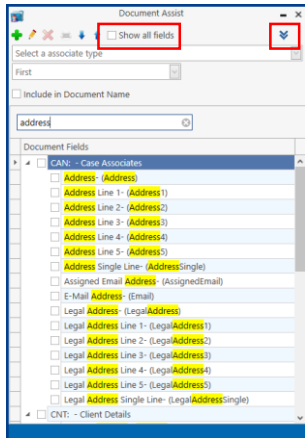 Document Assist
Show all fields
Select a associate type
First
Include in Document Name
address
Document Fields
CAN: - Case Associates
Address- (Address)
Address Line 1- (Address1)
Address Line 2- (Address2)
Address Line 3- (Address3)
Address Line 4- (Address4)
Address Line 5- (Address5)
Address Single Line- (AddressSingle)
Assigned Email Address- (AssignedEmail)
E-Mail Address- (Email)
Legal Address- (LegalAddress)
Legal Address Line 1- (LegalAddress1)
Legal Address Line 2- (LegalAddress2)
Legal Address Line 3- (LegalAddress3)
Legal Address Line 4- (LegalAddress4)
Legal Address Line 5- (LegalAddress5)
Legal Address Single Line- (LegalAddressSingle)
CNT: - Client Details